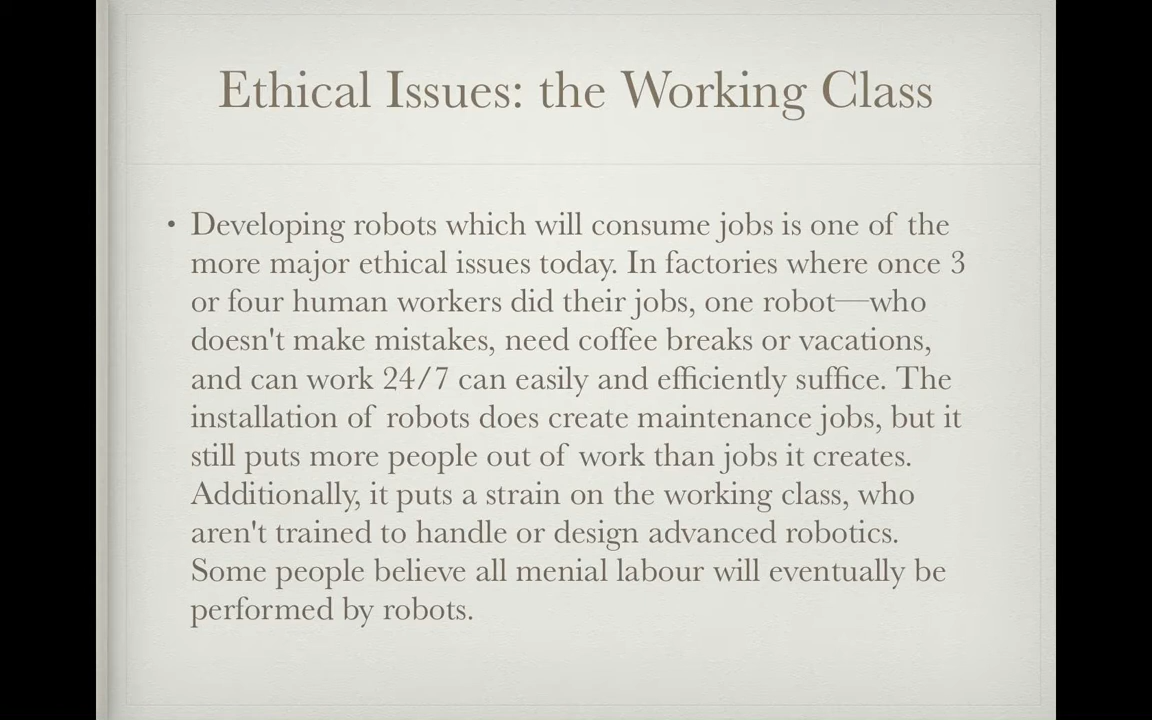 Ethical Issues: the Working Class
• Developing robots which will consume jobs is one of the
more major ethical issues today. In factories where once 3
or four human workers did their jobs, one robot—who
doesn't make mistakes, need coffee breaks or vacations,
and can work 24/7 can easily and efficiently suffice. The
installation of robots does create maintenance jobs, but it
still puts more people out of work than jobs it creates.
Additionally, it puts a strain on the working class, who
aren't trained to handle or design advanced robotics.
Some people believe all menial labour will eventually be
performed by robots.